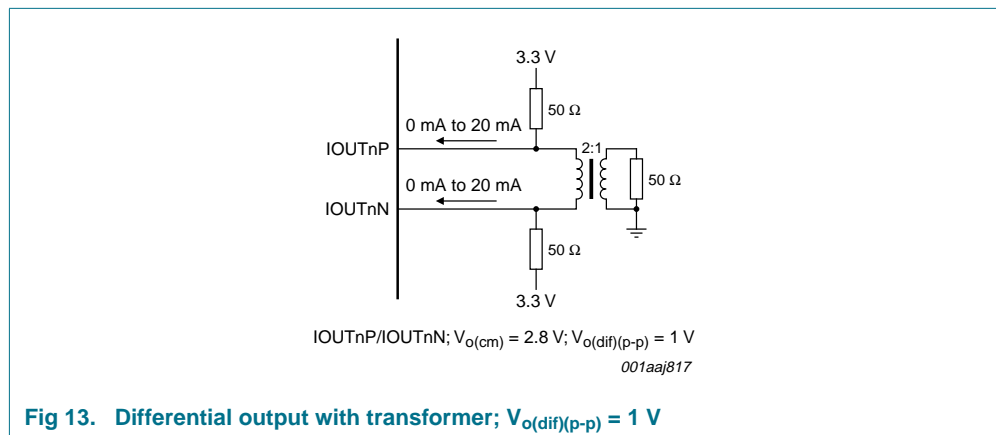 3.3 V
50 Ω
0 mA to 20 mA
IOUTnP
2:1
0 mA to 20 mA
50 Ω
IOUTnN
50 Ω
3.3 V
IOUTnP/IOUTnN; Vo(cm) = 2.8 V; Vo(dif)(p-p) = 1 V
001aaj817
Fig 13. Differential output with transformer; Vo(dif)(p-p) = 1 V